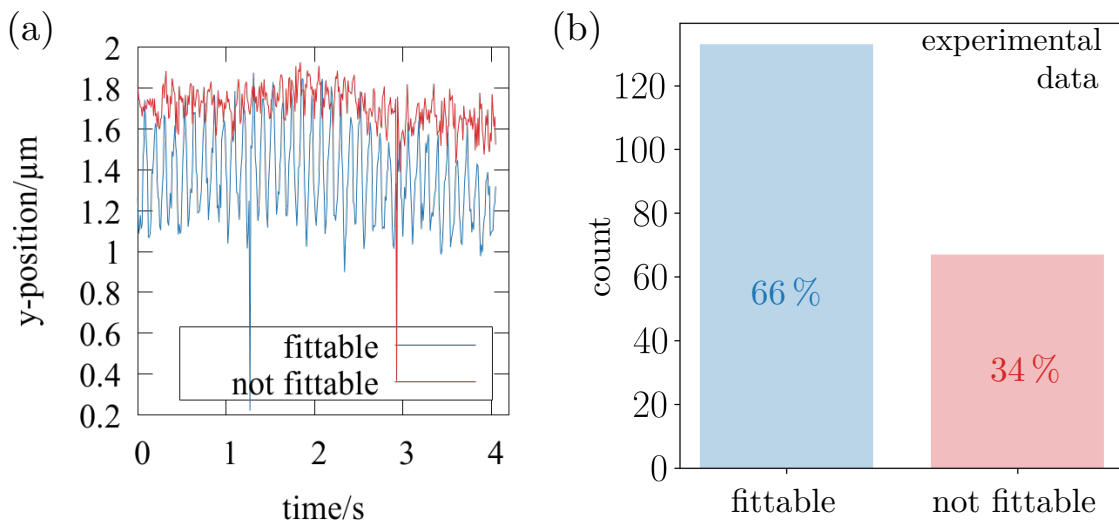 (a)
2
1.8
1.6
1.4
1.2
1
0.8
0.6
0.4
0.2
y-position/µm
fittable
not fittable
0 1 2 3 4
time/s
(b)
experimental
data
120
100
80
60
40
20
0
count
66 %
34 %
fittable not fittable